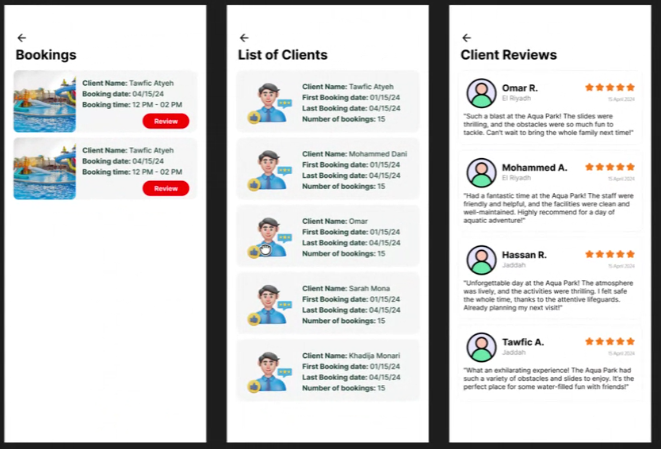 Bookings
Client Name: Tawfic Atyeh
Booking date: 04/15/24
Booking time: 12 PM - 02 PM
Review
Client Name: Tawfic Atyeh
Booking date: 04/15/24
Booking time: 12 PM - 02 PM
Review
List of Clients
Client Name: Tawfic Atyeh
First Booking date: 01/15/24
Last Booking date: 04/15/24
Number of bookings: 15
Client Name: Mohammed Dani
First Booking date: 01/15/24
Last Booking date: 04/15/24
Number of bookings: 15
Client Name: Omar
First Booking date: 01/15/24
Last Booking date: 04/15/24
Number of bookings: 15
Client Name: Sarah Mona
First Booking date: 01/15/24
Last Booking date: 04/15/24
Number of bookings: 15
Client Name: Khadija Monari
First Booking date: 01/15/24
Last Booking date: 04/15/24
Number of bookings: 15
Client Reviews
Omar R.
El Riyadh
15 April 2024
"Such a blast at the Aqua Park! The slides were
thrilling, and the obstacles were so much fun to
tackle. Can't wait to bring the whole family next time!"
Mohammed A.
El Riyadh
15 April 2024
"Had a fantastic time at the Aqua Park! The staff were
friendly and helpful, and the facilities were clean and
well-maintained. Highly recommend for a day of
aquatic adventure!"
Hassan R.
Jaddah
15 April 2024
"Unforgettable day at the Aqua Park! The atmosphere
was lively, and the activities were thrilling. I felt safe
the whole time, thanks to the attentive lifeguards.
Already planning my next visit!"
Tawfic A.
Jaddah
15 April 2024
"What an exhilarating experience! The Aqua Park had
such a variety of obstacles and slides to enjoy. It's the
perfect place for some water-filled fun with friends!"